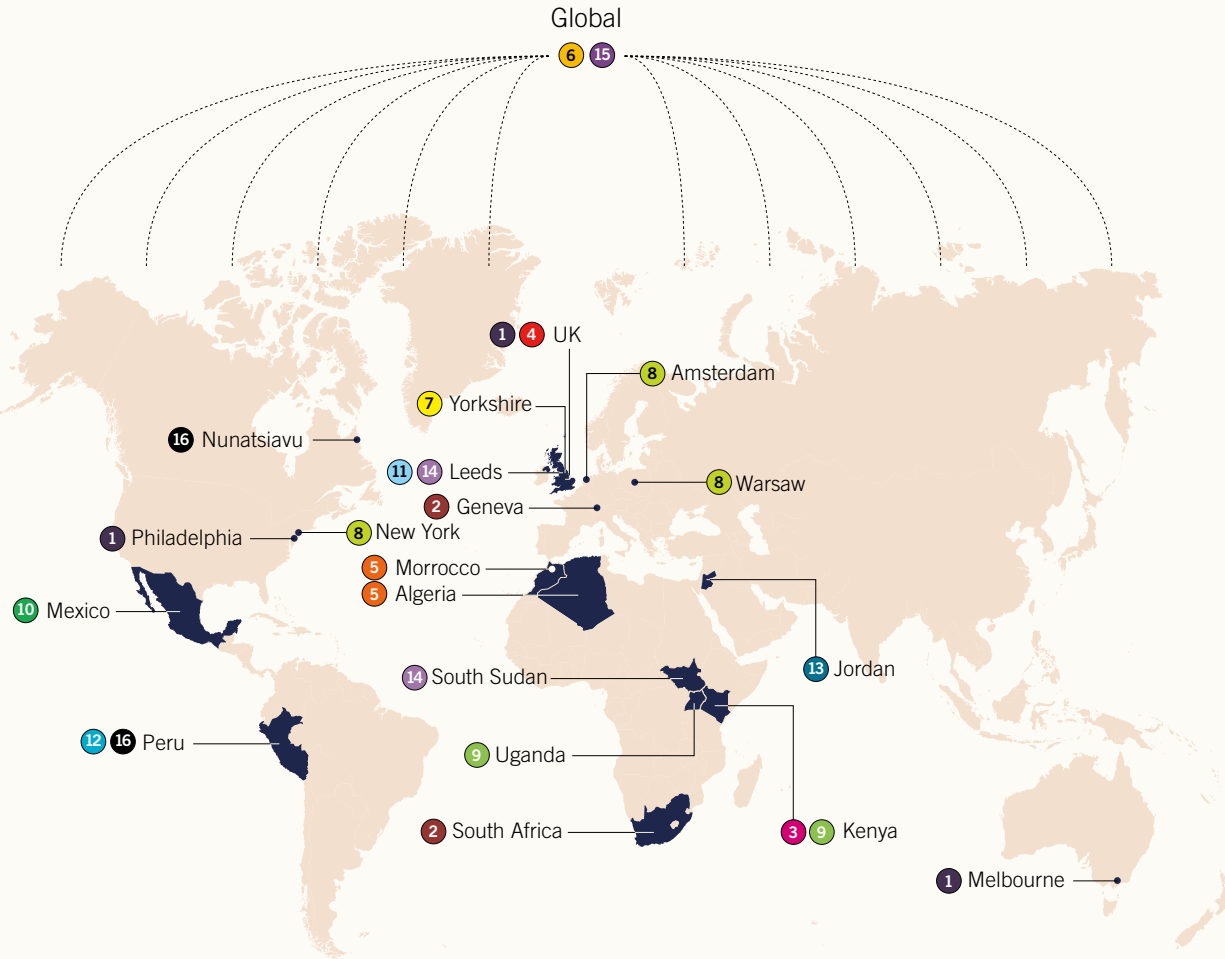 Global
6 15
1 4 UK
8 Amsterdam
7 Yorkshire
16 Nunatsiavu
11 14 Leeds
8 Warsaw
2 Geneva
1 Philadelphia
8 New York
5 Morrocco
5 Algeria
10 Mexico
13 Jordan
14 South Sudan
12 16 Peru
9 Uganda
2 South Africa
3 9 Kenya
1 Melbourne